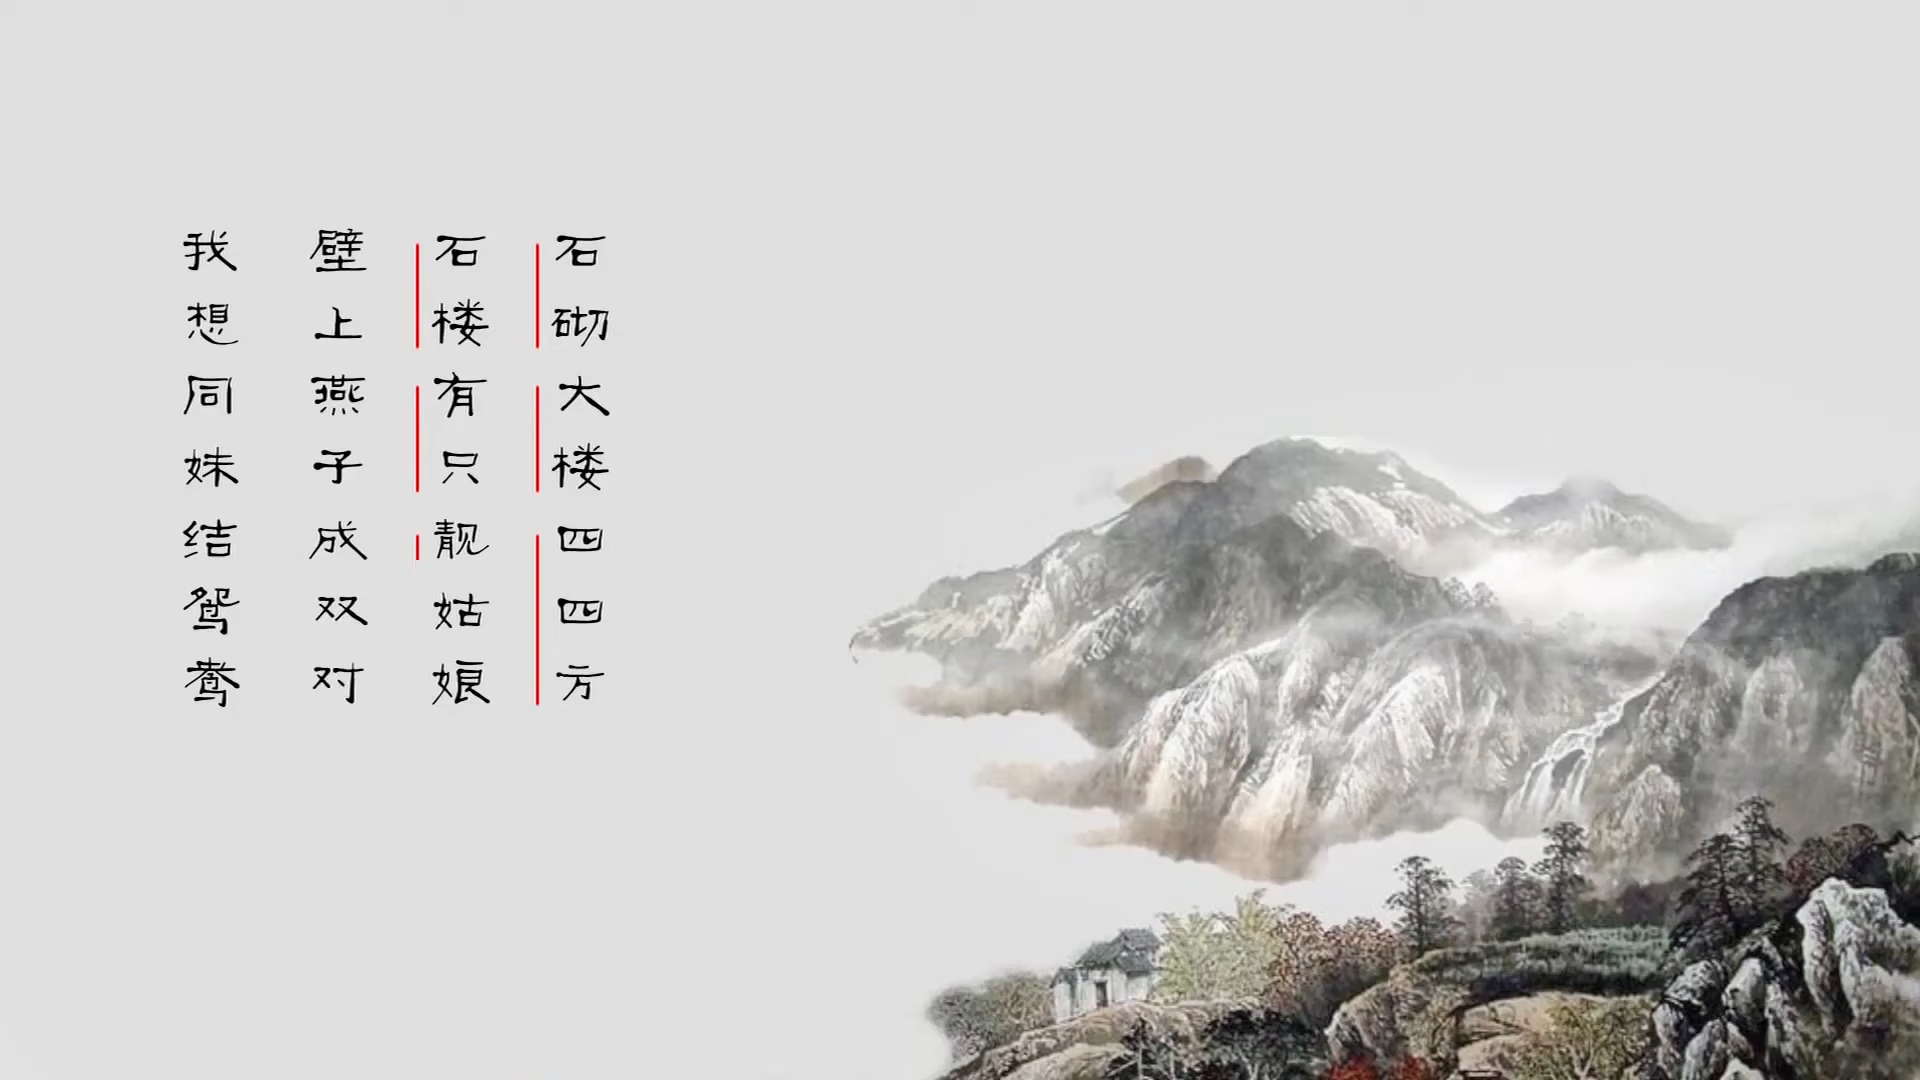 石砌大楼四四方
石楼有只靓姑娘
壁上燕子成双对
我想同妹结鸳鸯